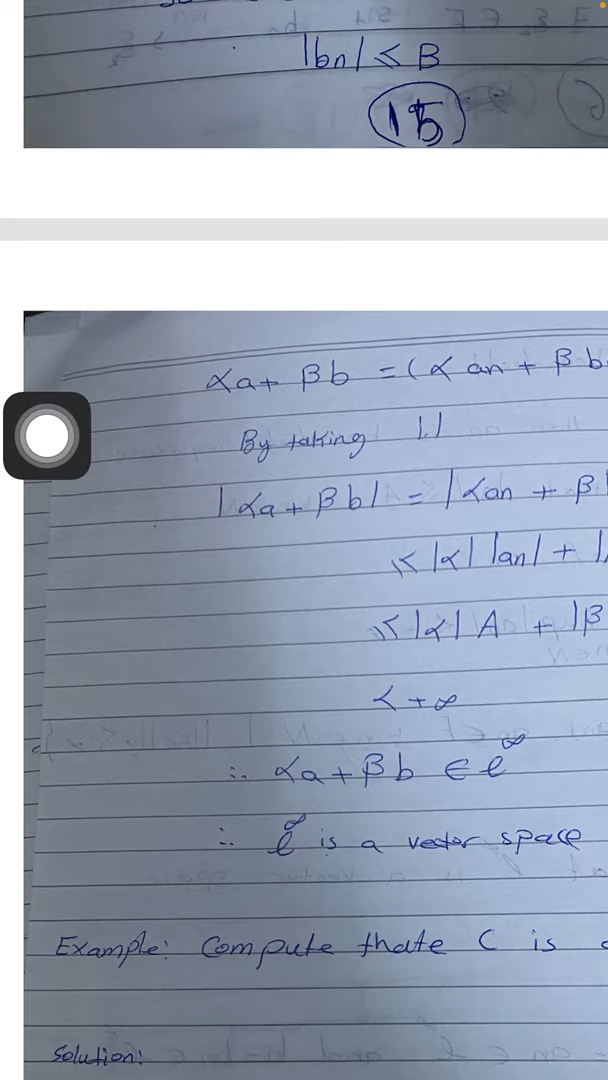 |bn| ≤ B
15
αa + βb = (α an + β b
By taking |.|
|αa + βb| = |αan + β
≤ |α| |an| +
≤ |α| A + |β
< +∞
∴ αa + βb ∈ ℓ^∞
∴ ℓ^∞ is a vector space
Example: Compute thate C is
Solution: